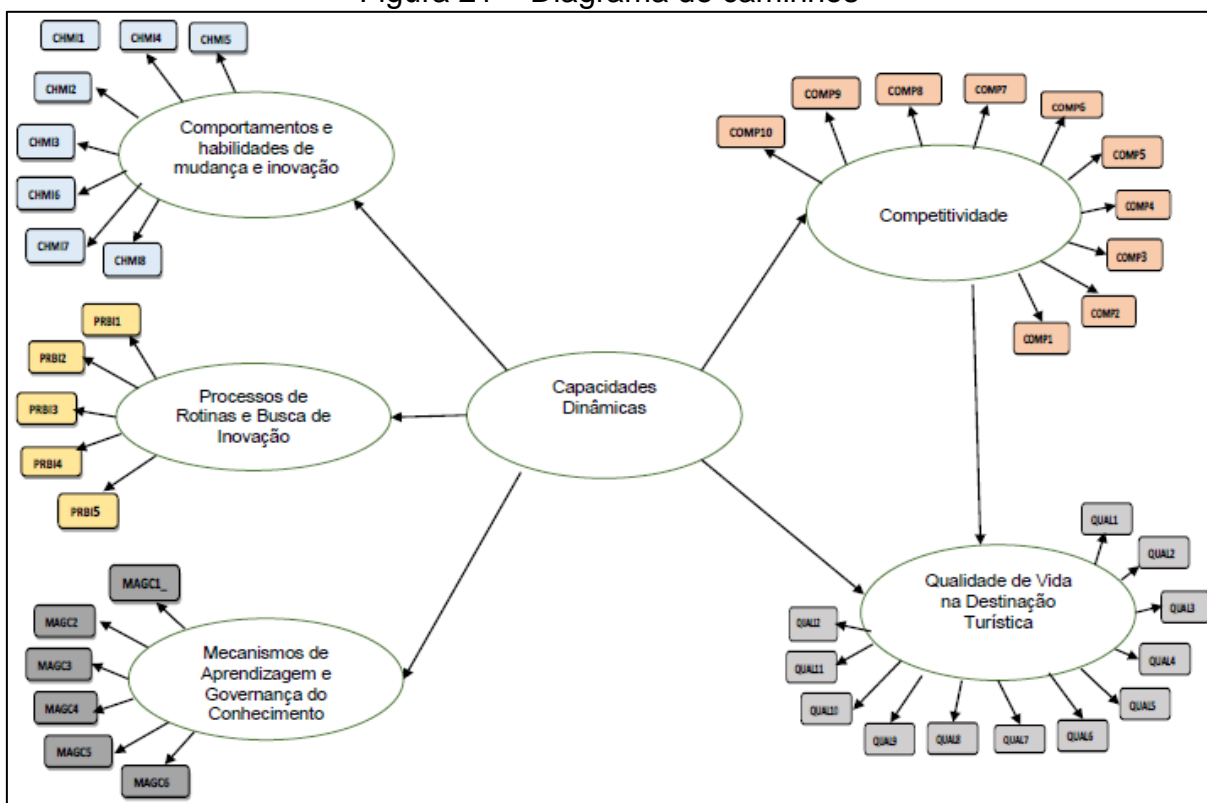 Figura 21 – Diagrama de caminhos
CHMI1
CHMI4
CHMI5
CHMI2
CHMI3
CHMI6
CHMI7
CHMI8
Comportamentos e
habilidades de
mudança e inovação
COMP10
COMP9
COMP8
COMP7
COMP6
COMP5
COMP4
COMP3
COMP2
COMP1
Competitividade
PRBI1
PRBI2
PRBI3
PRBI4
PRBI5
Processos de
Rotinas e Busca de
Inovação
Capacidades
Dinâmicas
MAGC1_
MAGC2
MAGC3
MAGC4
MAGC5
MAGC6
Mecanismos de
Aprendizagem e
Governança do
Conhecimento
QUAL1
QUAL2
QUAL3
QUAL4
QUAL5
QUAL6
QUAL7
QUAL8
QUAL9
QUAL10
QUAL11
QUAL12
Qualidade de Vida
na Destinação
Turística